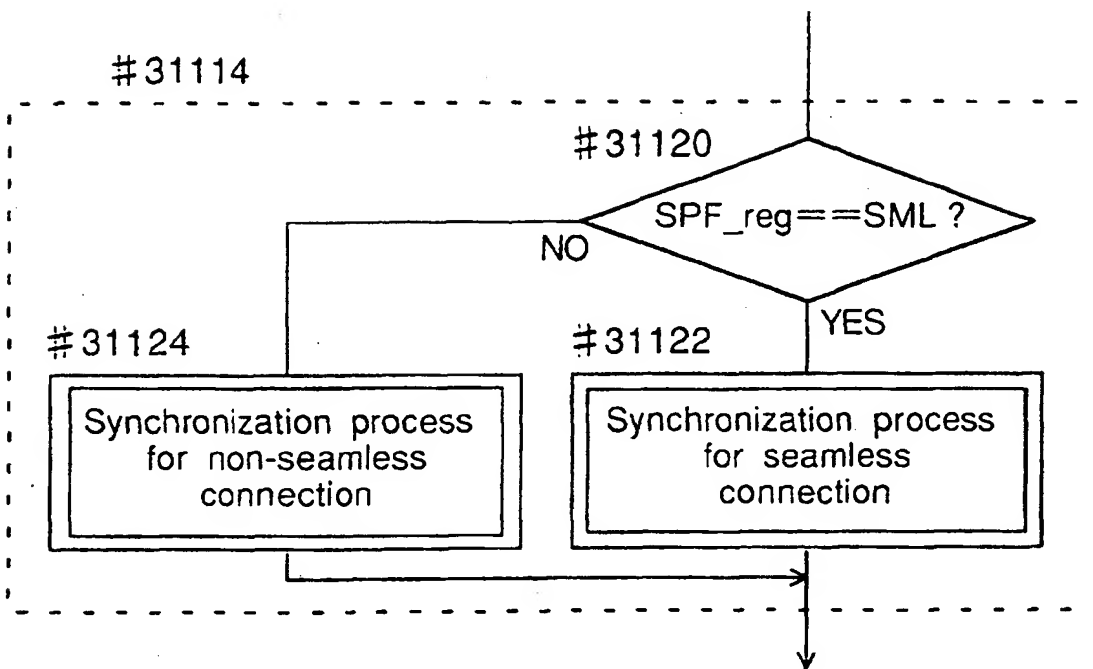 #31114
#31120
SPF_reg==SML ?
NO
YES
#31124
#31122
Synchronization process
for non-seamless
connection
Synchronization process
for seamless
connection